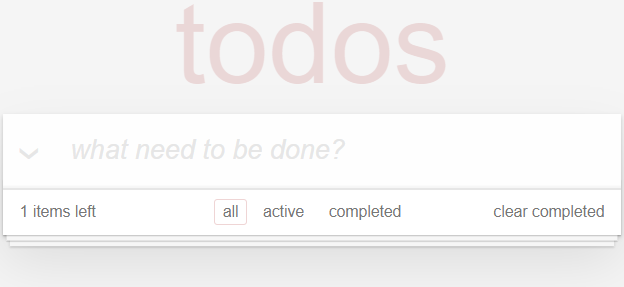 todos
what need to be done?
1 items left all active completed clear completed